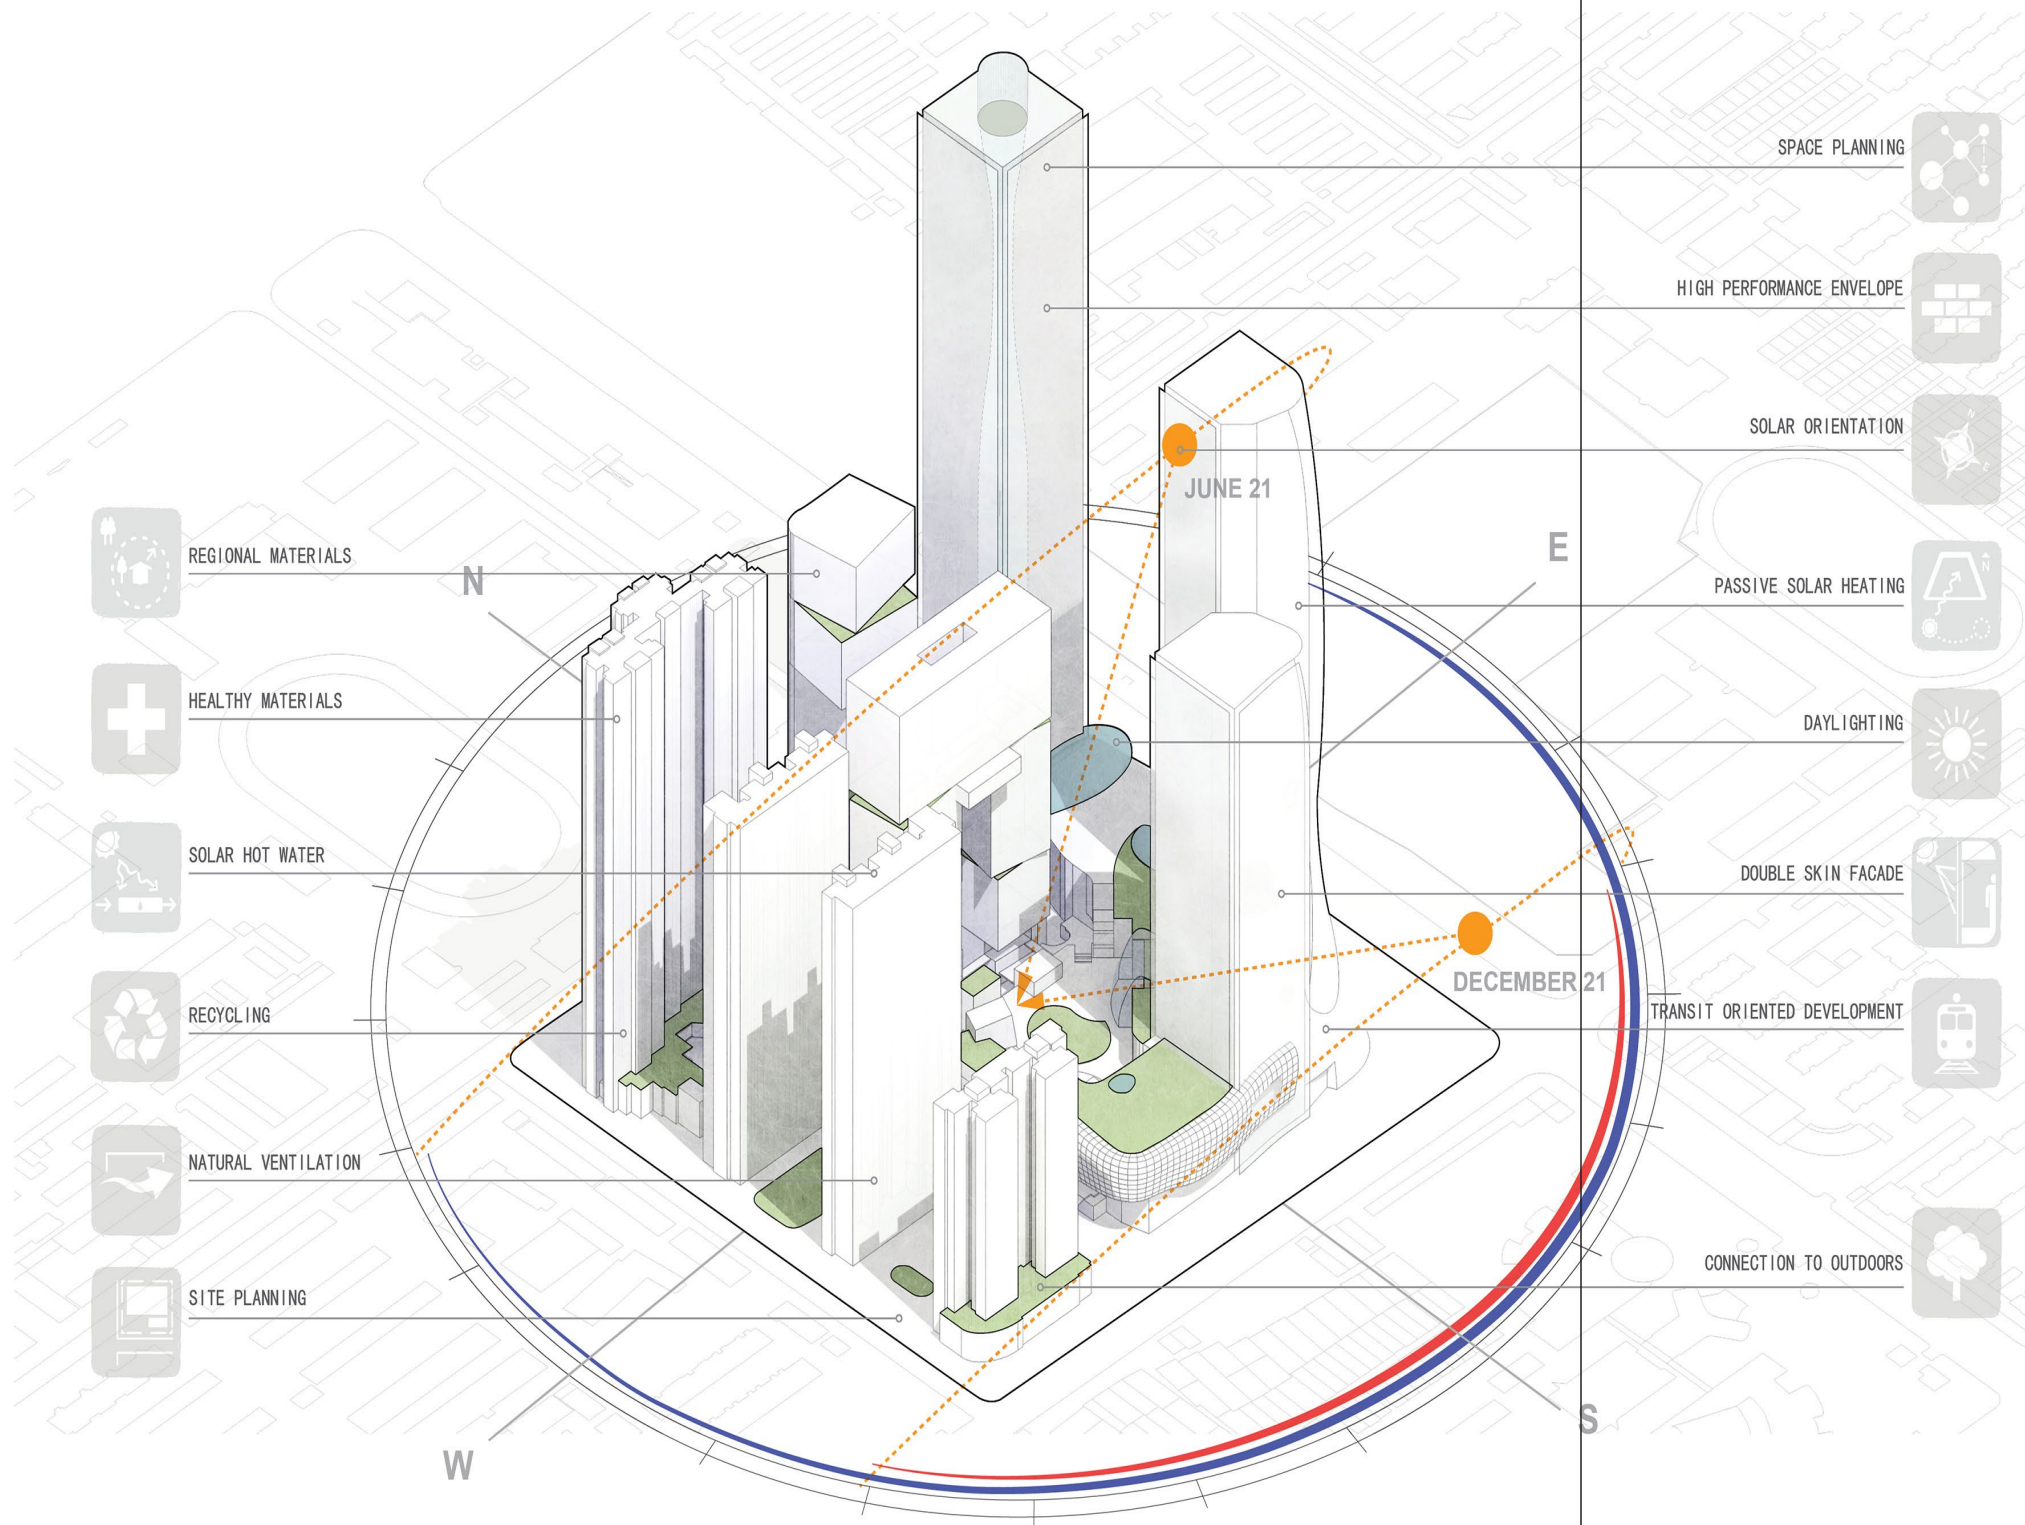 SPACE PLANNING
HIGH PERFORMANCE ENVELOPE
SOLAR ORIENTATION
JUNE 21
E
REGIONAL MATERIALS
N
PASSIVE SOLAR HEATING
HEALTHY MATERIALS
DAYLIGHTING
SOLAR HOT WATER
DOUBLE SKIN FACADE
DECEMBER 21
RECYCLING
TRANSIT ORIENTED DEVELOPMENT
NATURAL VENTILATION
CONNECTION TO OUTDOORS
SITE PLANNING
S
W